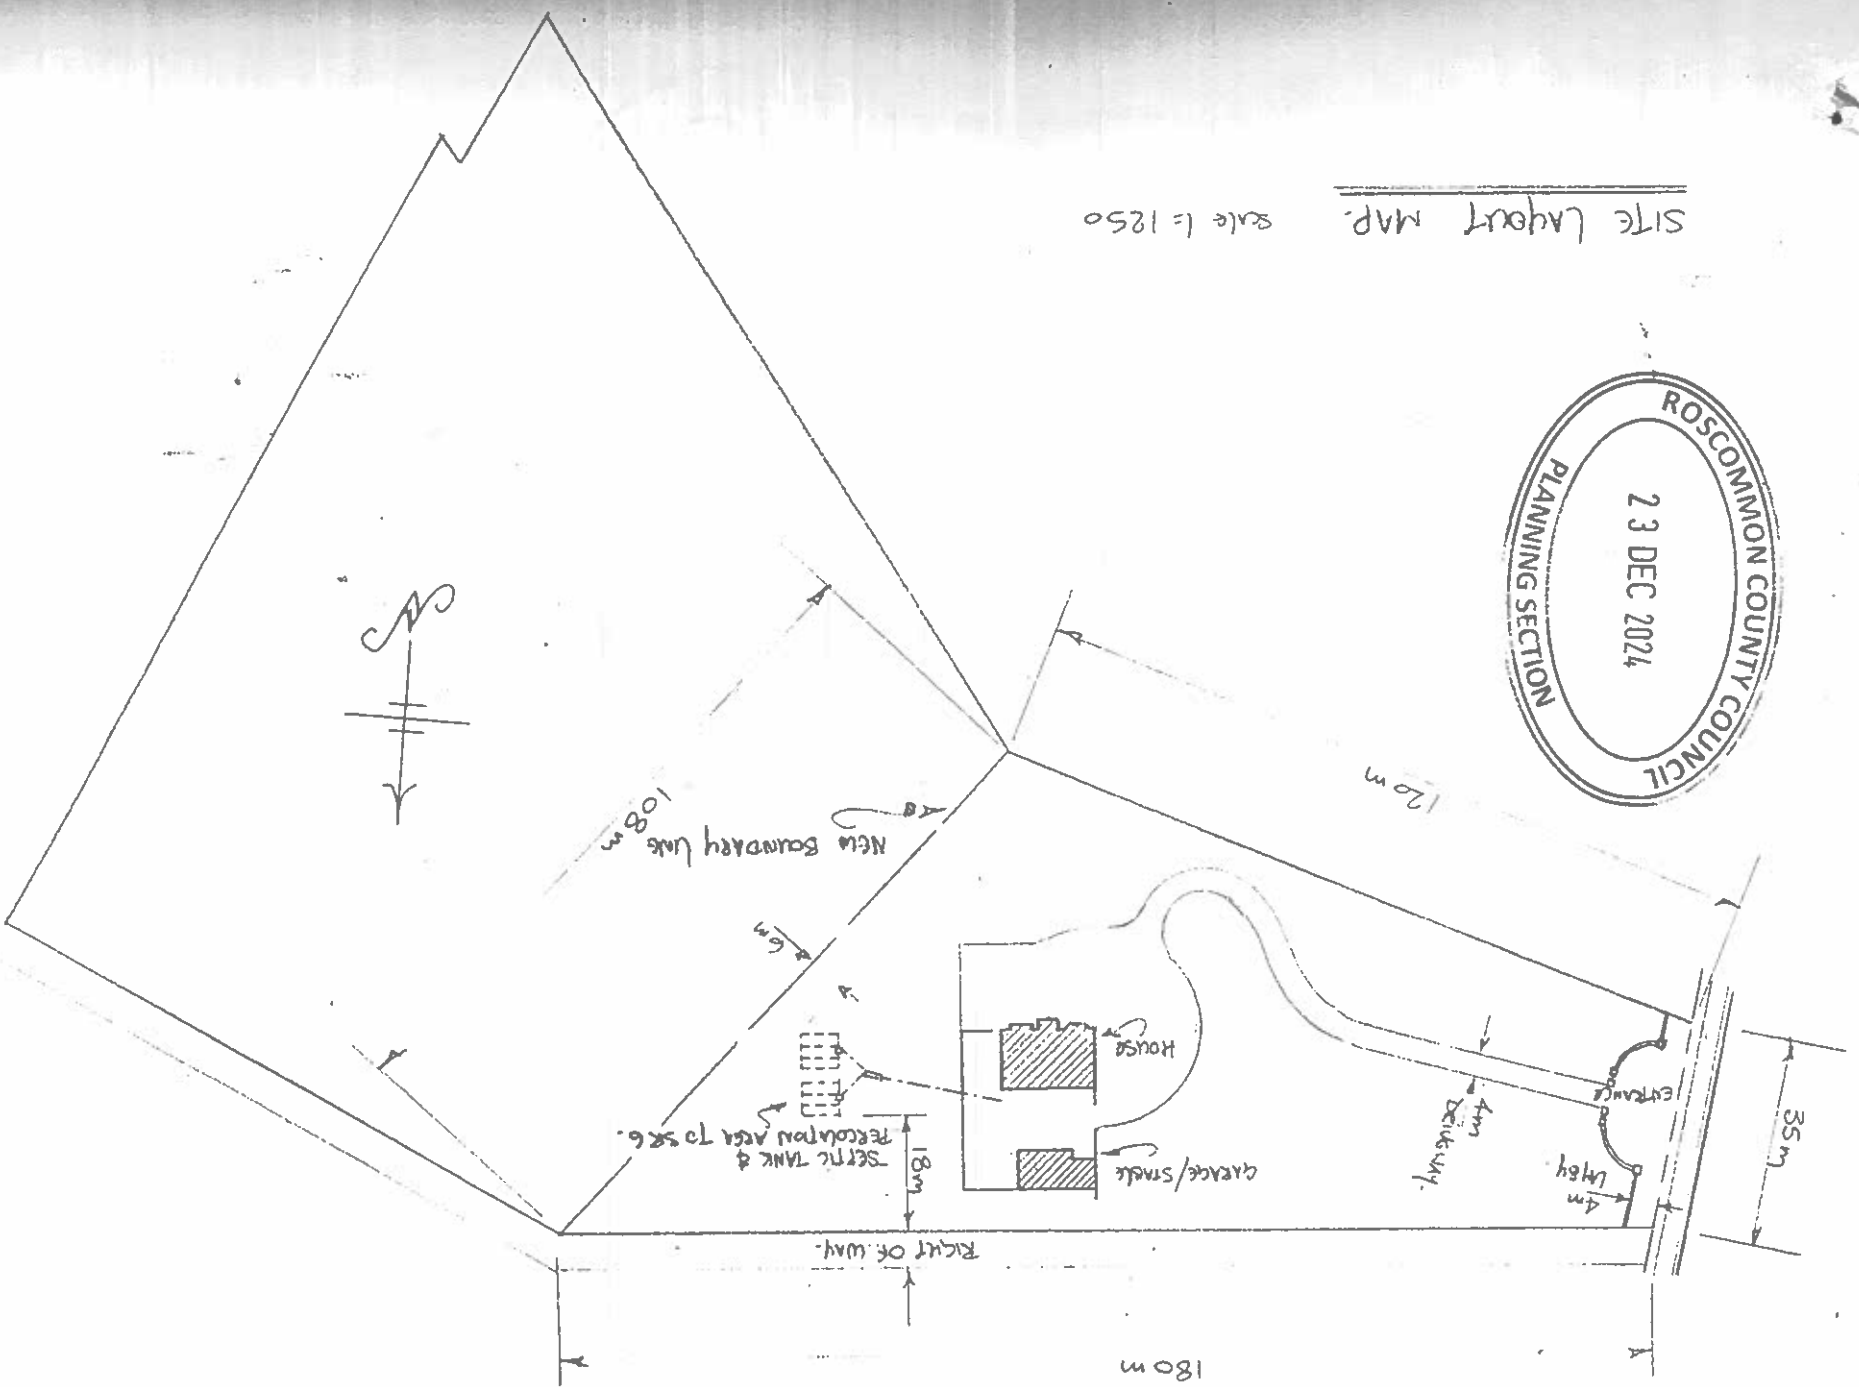 SITE LAYOUT MAP. Scale 1=1250
ROSCOMMON COUNTY COUNCIL
23 DEC 2024
PLANNING SECTION
180 m
RIGHT OF WAY.
35m
4m
LAYBY
ENTRANCE
4m
DRIVEWAY.
GARAGE/STABLE
HOUSE
18m
SEPTIC TANK &
PERCOLATION AREA TO SR6.
6m
NEW BOUNDARY LINE
108m
120m
N